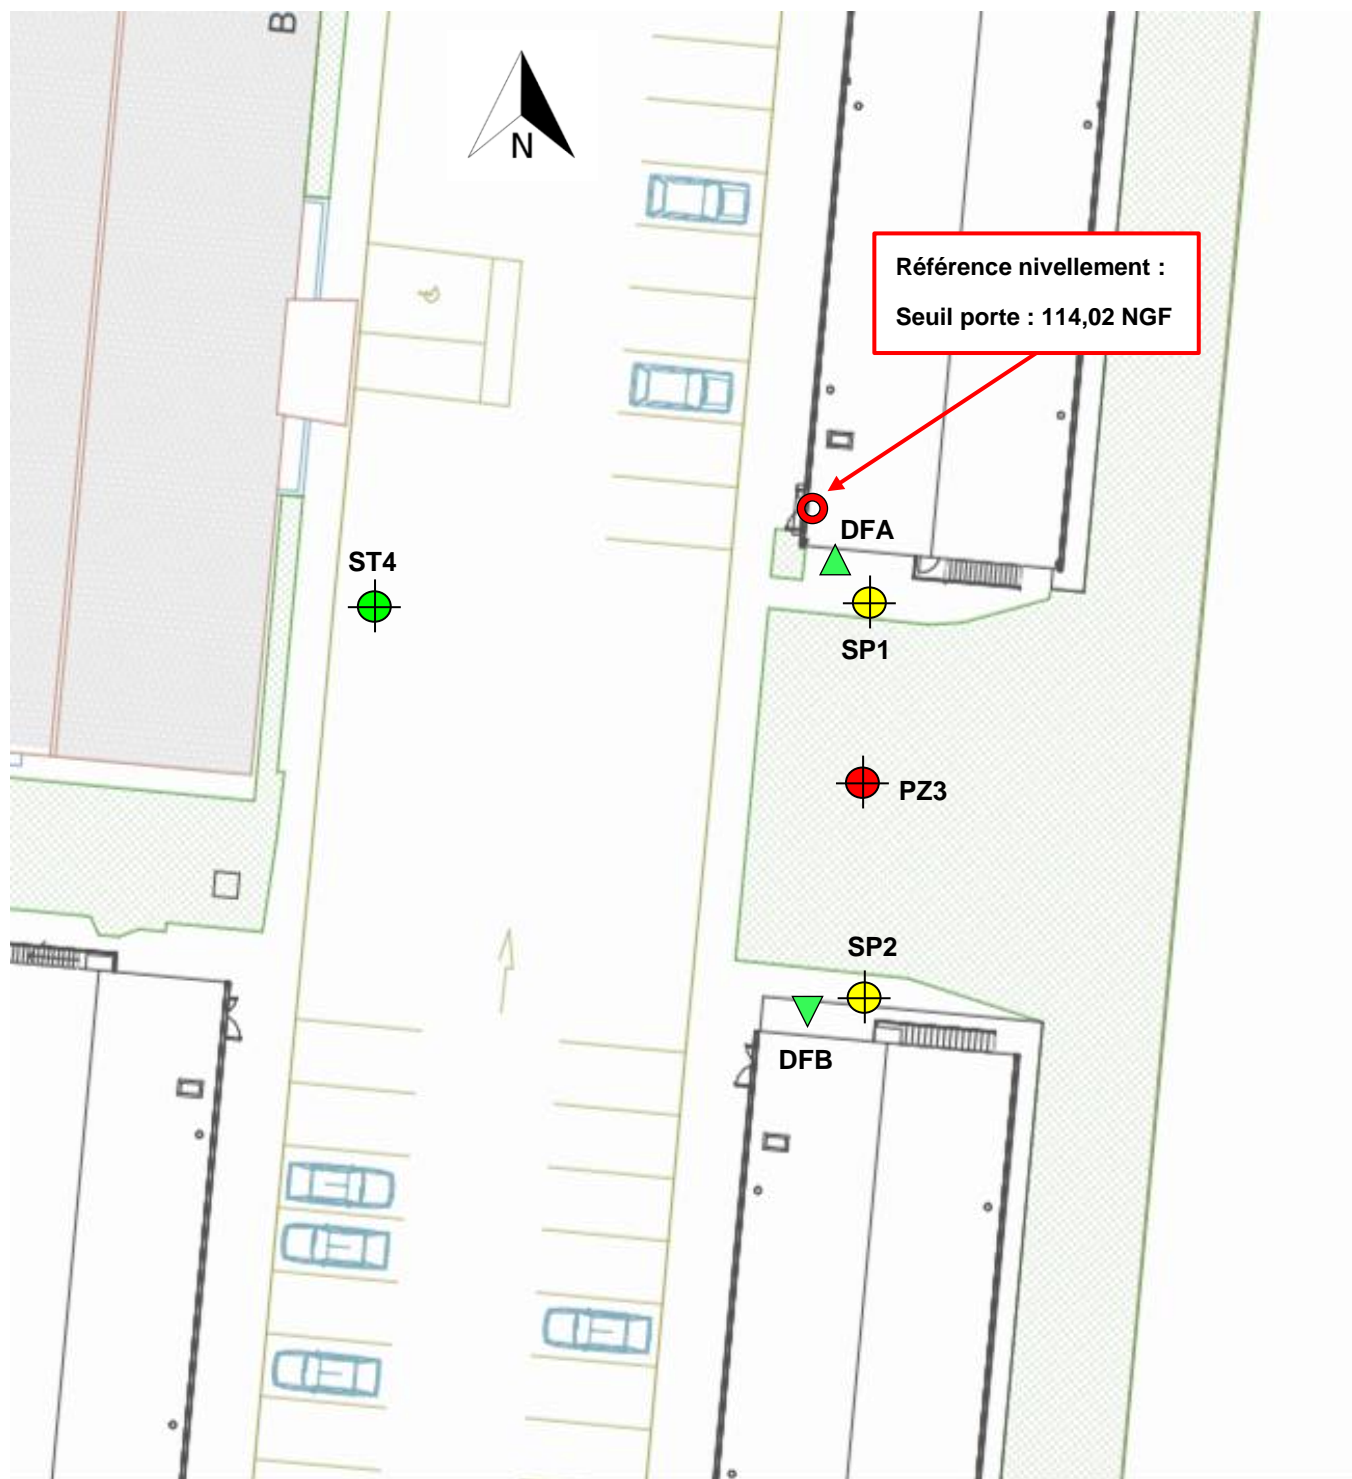 B
N
Référence nivellement :
Seuil porte : 114,02 NGF
DFA
ST4
SP1
PZ3
SP2
DFB